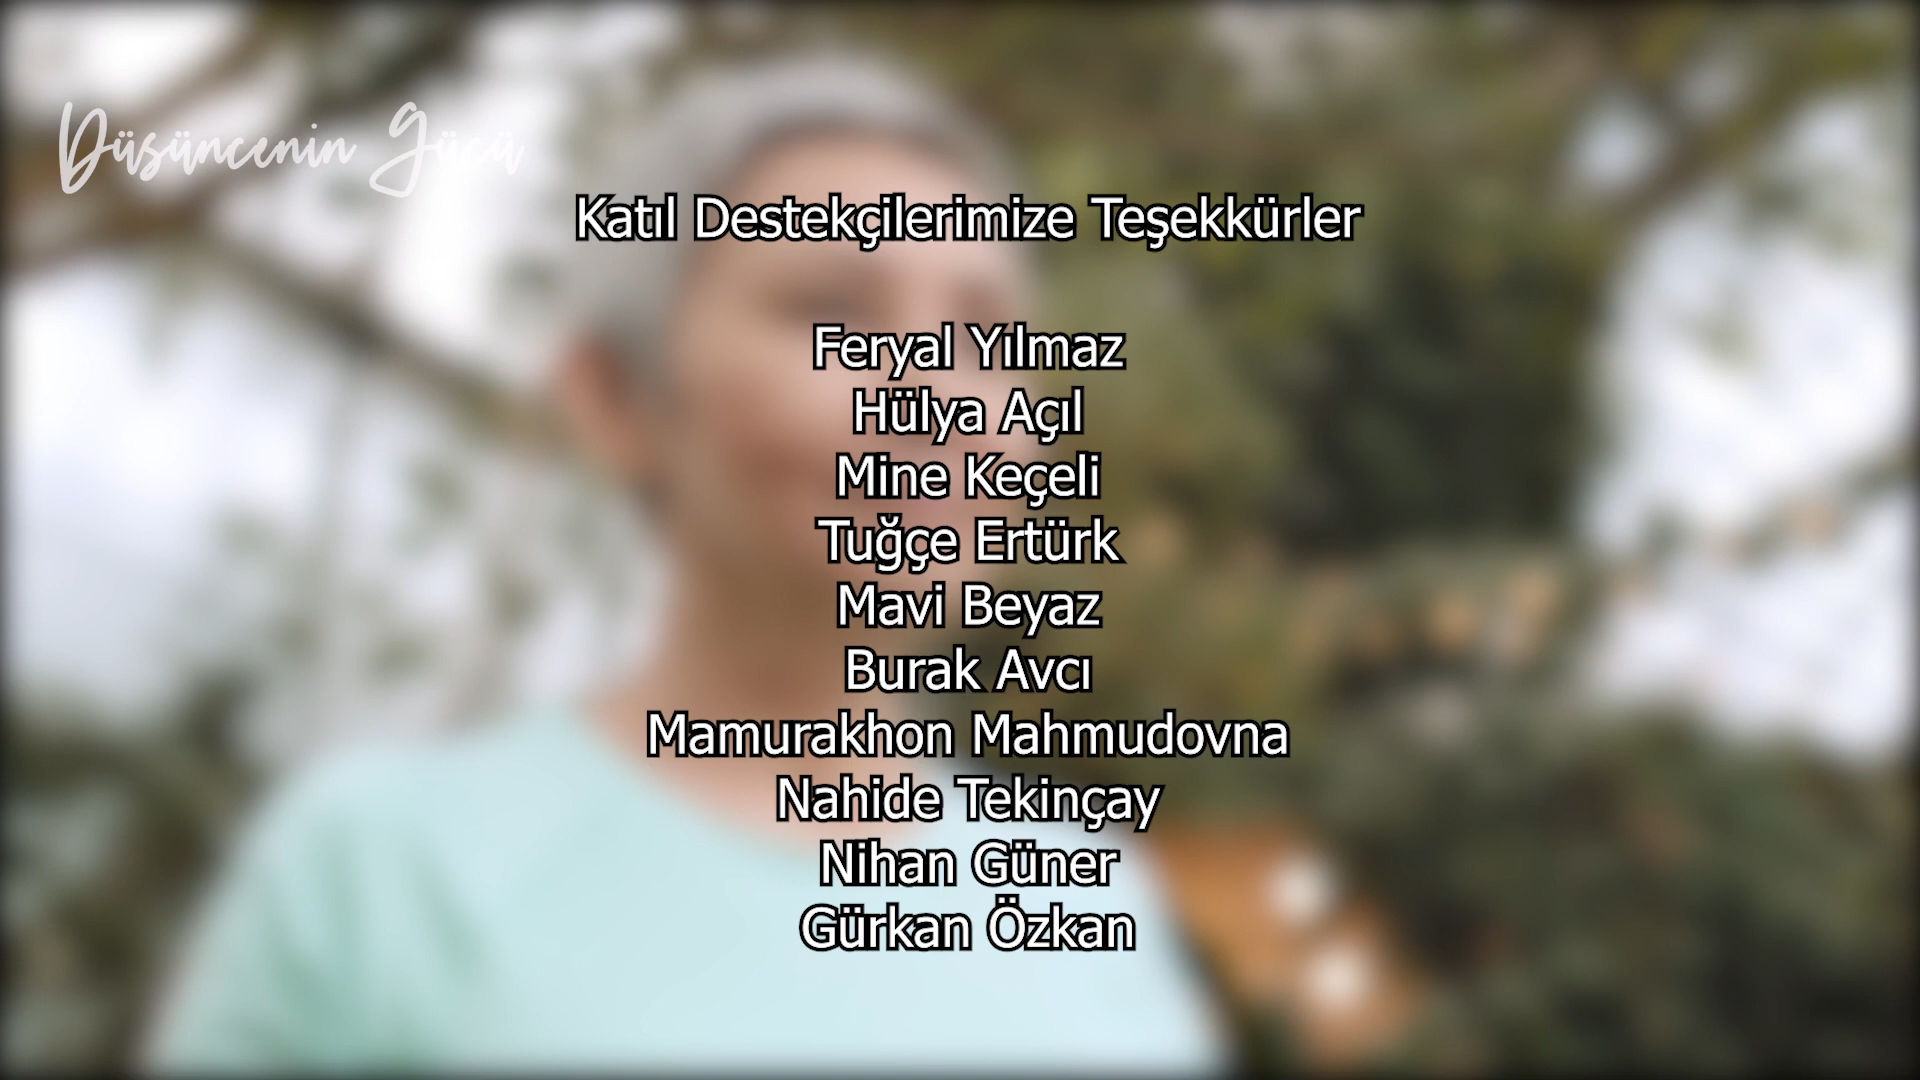 Düsüncenin Gücü
Katıl Destekçilerimize Teşekkürler
Feryal Yılmaz
Hülya Açıl
Mine Keçeli
Tuğçe Ertürk
Mavi Beyaz
Burak Avcı
Mamurakhon Mahmudovna
Nahide Tekinçay
Nihan Güner
Gürkan Özkan